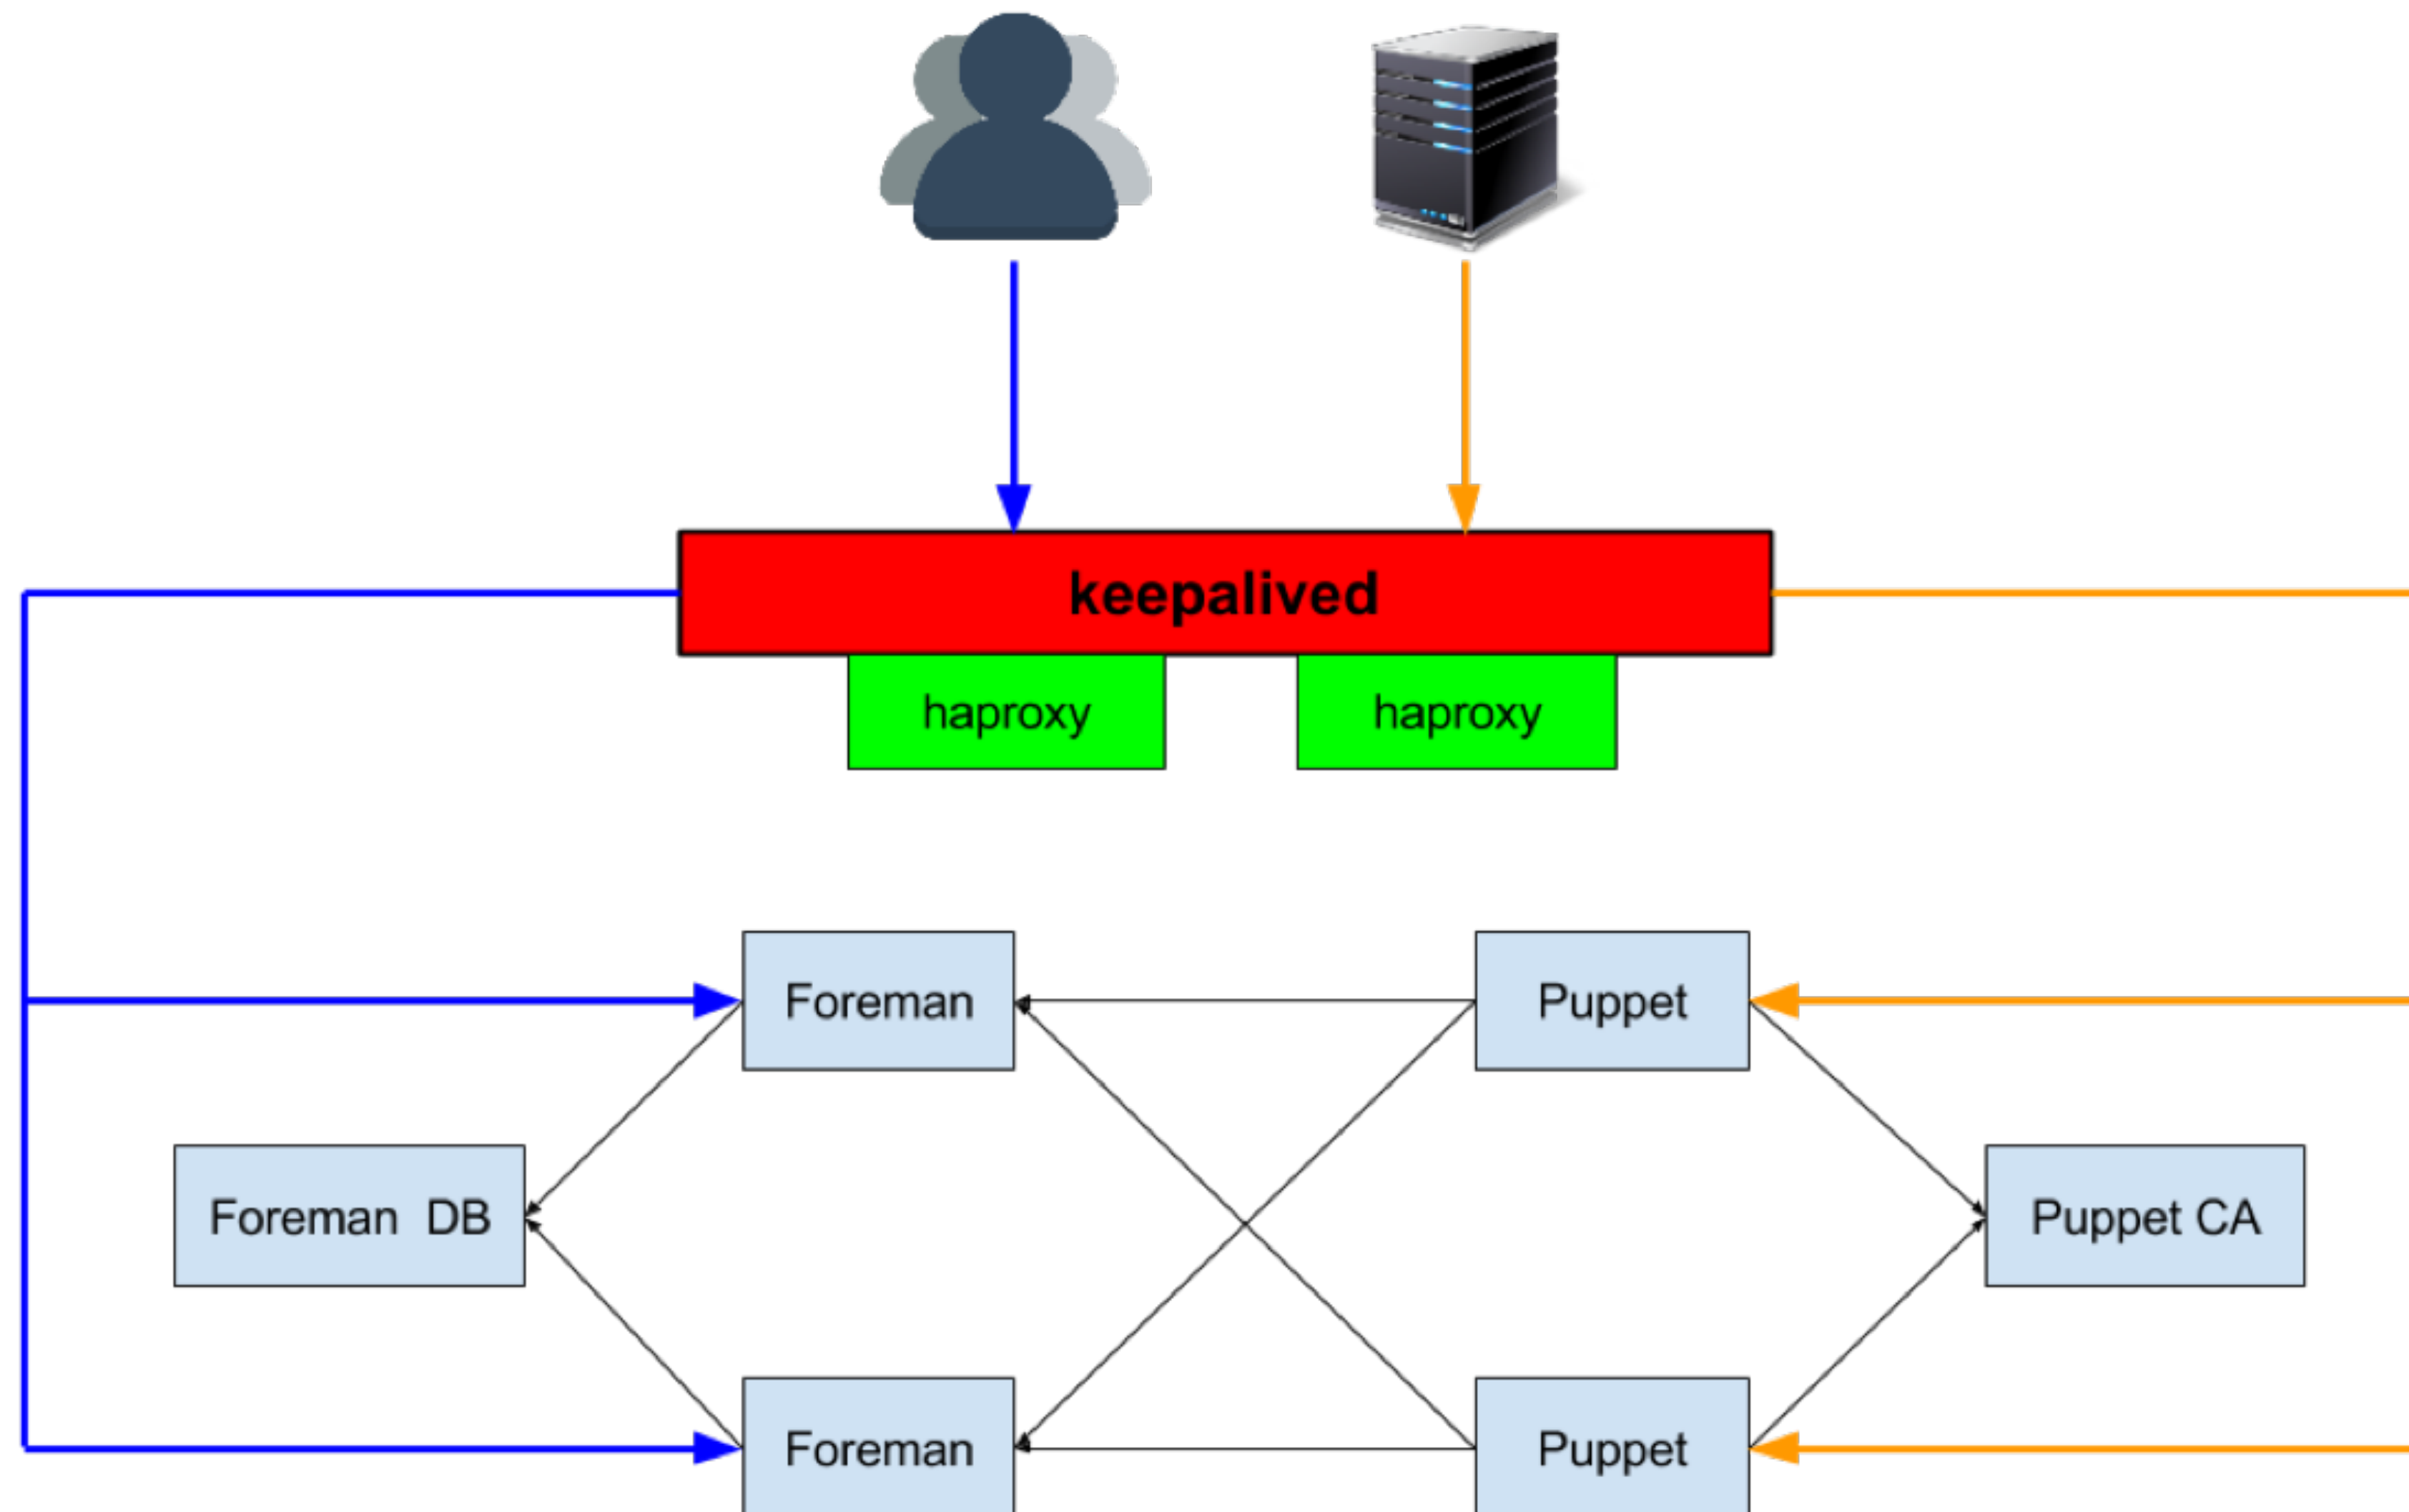 keepalived
haproxy
haproxy
Foreman
Puppet
Foreman  DB
Puppet CA
Foreman
Puppet